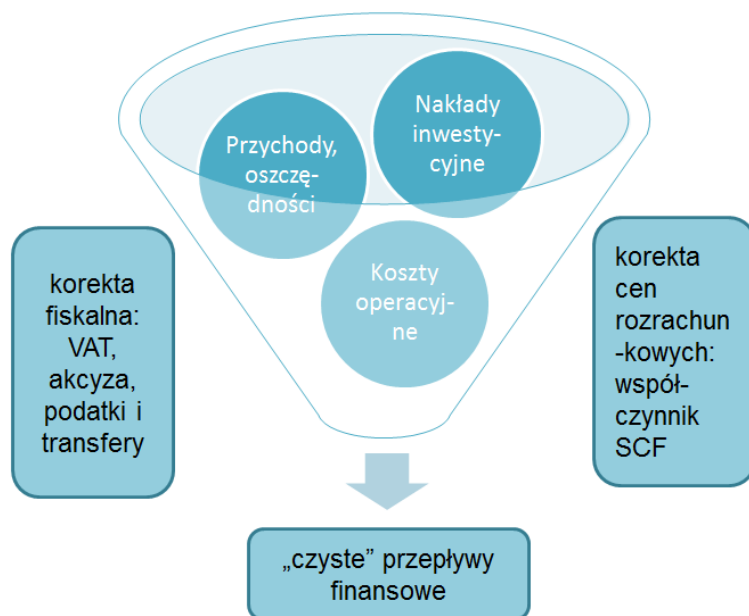 Nakłady
inwesty-
cyjne
Przychody,
oszczę-
dności
Koszty
operacyj-
ne
korekta
fiskalna:
VAT,
akcyza,
podatki i
transfery
korekta
cen
rozrachun
-kowych:
współ-
czynnik
SCF
„czyste” przepływy
finansowe